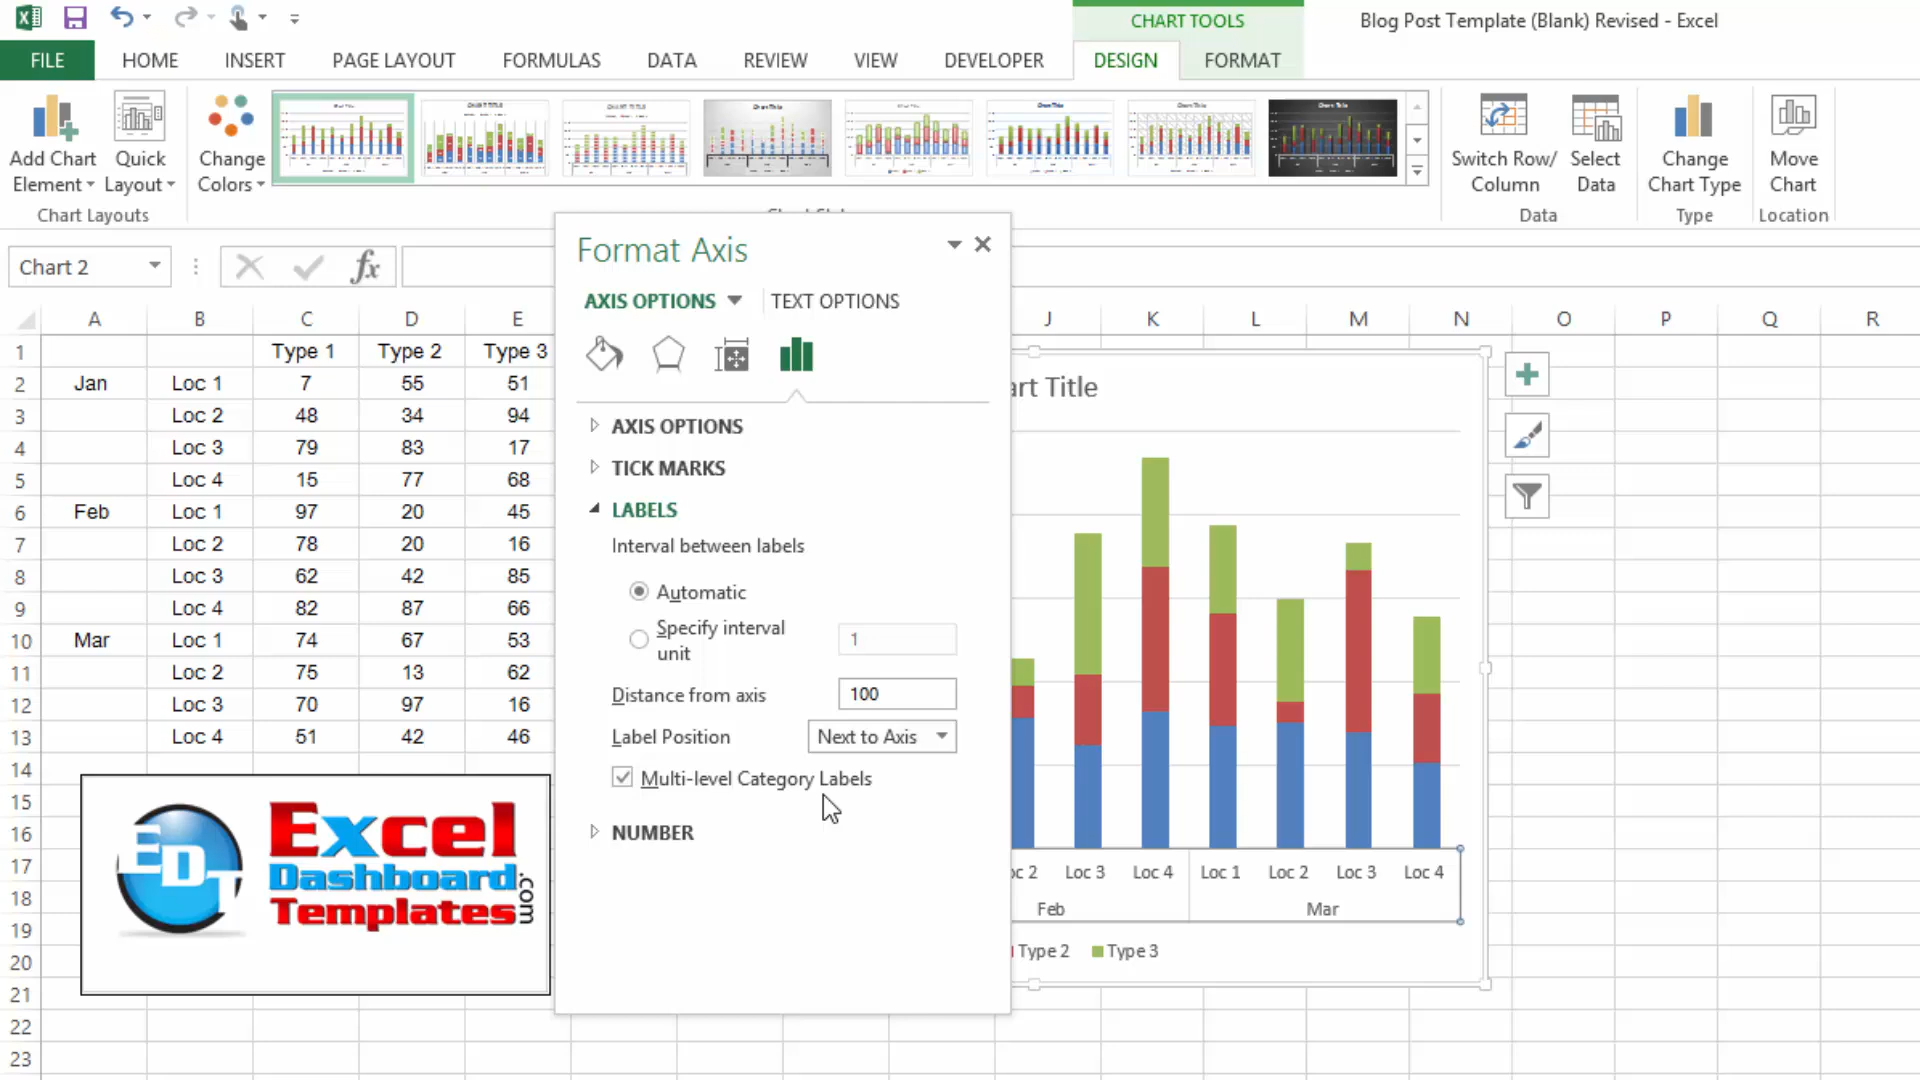 CHART TOOLS
Blog Post Template (Blank) Revised - Excel
FILE HOME INSERT PAGE LAYOUT FORMULAS DATA REVIEW VIEW DEVELOPER DESIGN FORMAT
Add Chart Element
Quick Layout
Change Colors
Switch Row/ Column
Select Data
Change Chart Type
Move Chart
Chart Layouts
Data
Type
Location
Chart 2
fx
Format Axis
AXIS OPTIONS TEXT OPTIONS
AXIS OPTIONS
TICK MARKS
LABELS
Interval between labels
Automatic
Specify interval unit 1
Distance from axis 100
Label Position Next to Axis
Multi-level Category Labels
NUMBER
A B C D E J K L M N O P Q R
1 Type 1 Type 2 Type 3
2 Jan Loc 1 7 55 51
3 Loc 2 48 34 94
4 Loc 3 79 83 17
5 Loc 4 15 77 68
6 Feb Loc 1 97 20 45
7 Loc 2 78 20 16
8 Loc 3 62 42 85
9 Loc 4 82 87 66
10 Mar Loc 1 74 67 53
11 Loc 2 75 13 62
12 Loc 3 70 97 16
13 Loc 4 51 42 46
14
15
16
17
18
19
20
21
22
23
EDT
Excel
Dashboard
Templates
.com
art Title
oc 2 Loc 3 Loc 4 Loc 1 Loc 2 Loc 3 Loc 4
Feb Mar
Type 2 Type 3